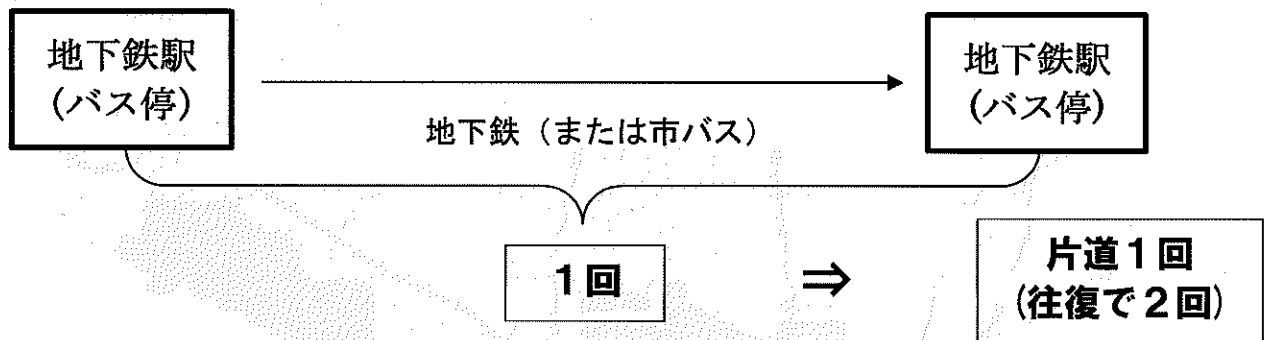 地下鉄駅
(バス停)
地下鉄駅
(バス停)
地下鉄（または市バス）
1回
⇒
片道1回
(往復で2回)